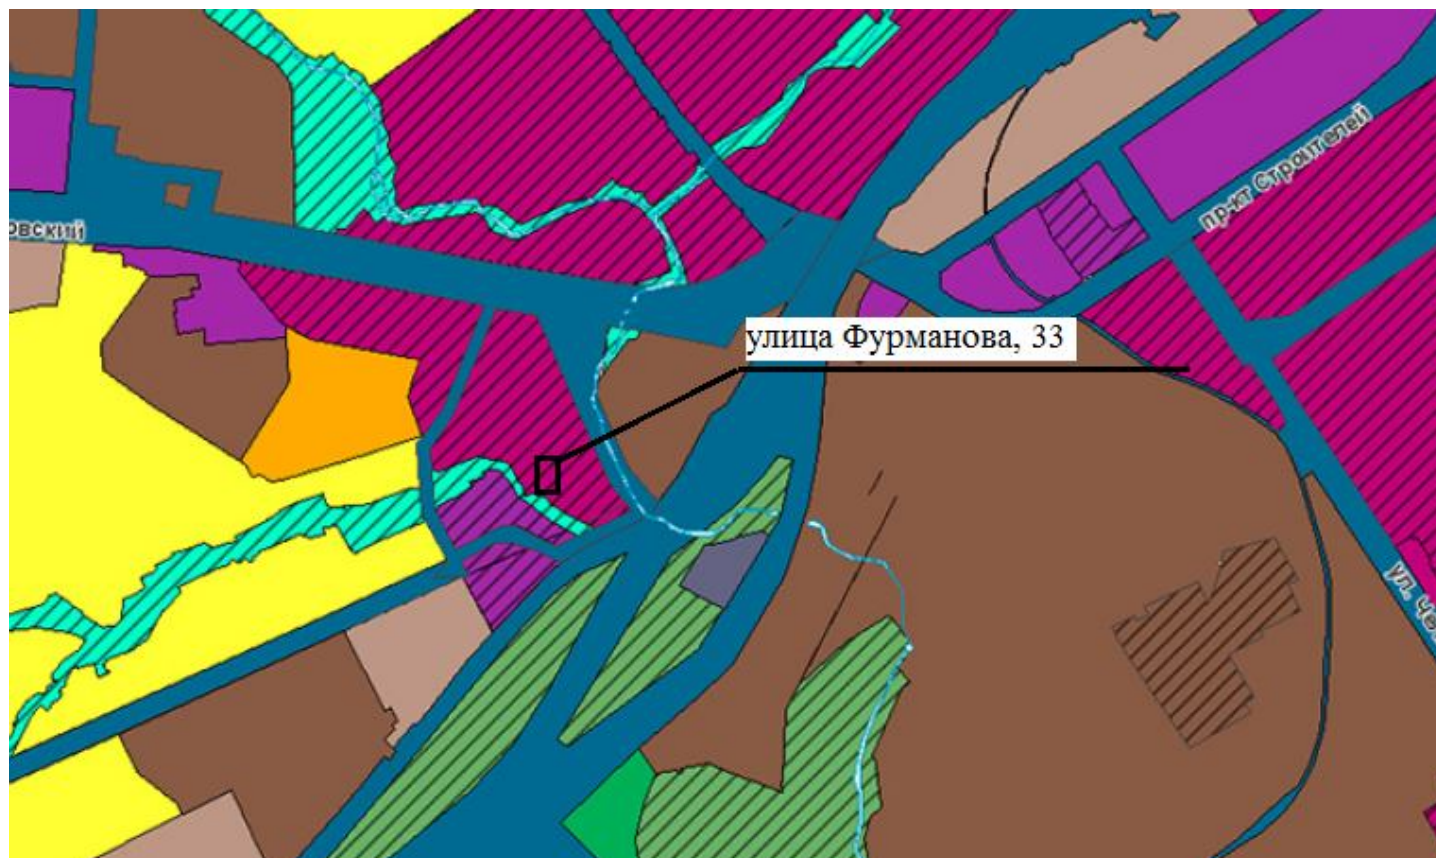 пр-кт Строителей
овский
улица Фурманова, 33
ул. Че